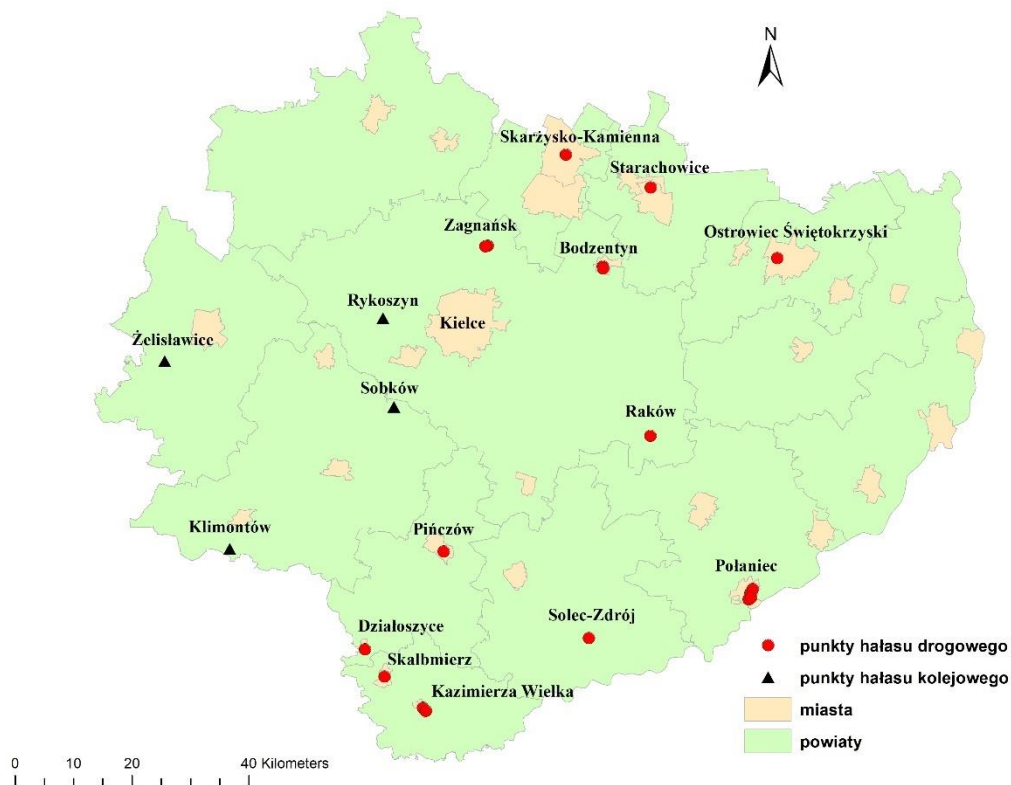 N
Skarżysko-Kamienna
Starachowice
Zagnańsk
Ostrowiec Świętokrzyski
Bodzentyn
Rykoszyn
Kielce
Żelisławice
Sobków
Raków
Klimontów
Pińczów
Połaniec
Działoszyce
Solec-Zdrój
Skalbmierz
Kazimierza Wielka
punkty hałasu drogowego
punkty hałasu kolejowego
miasta
powiaty
0 10 20 40 Kilometers